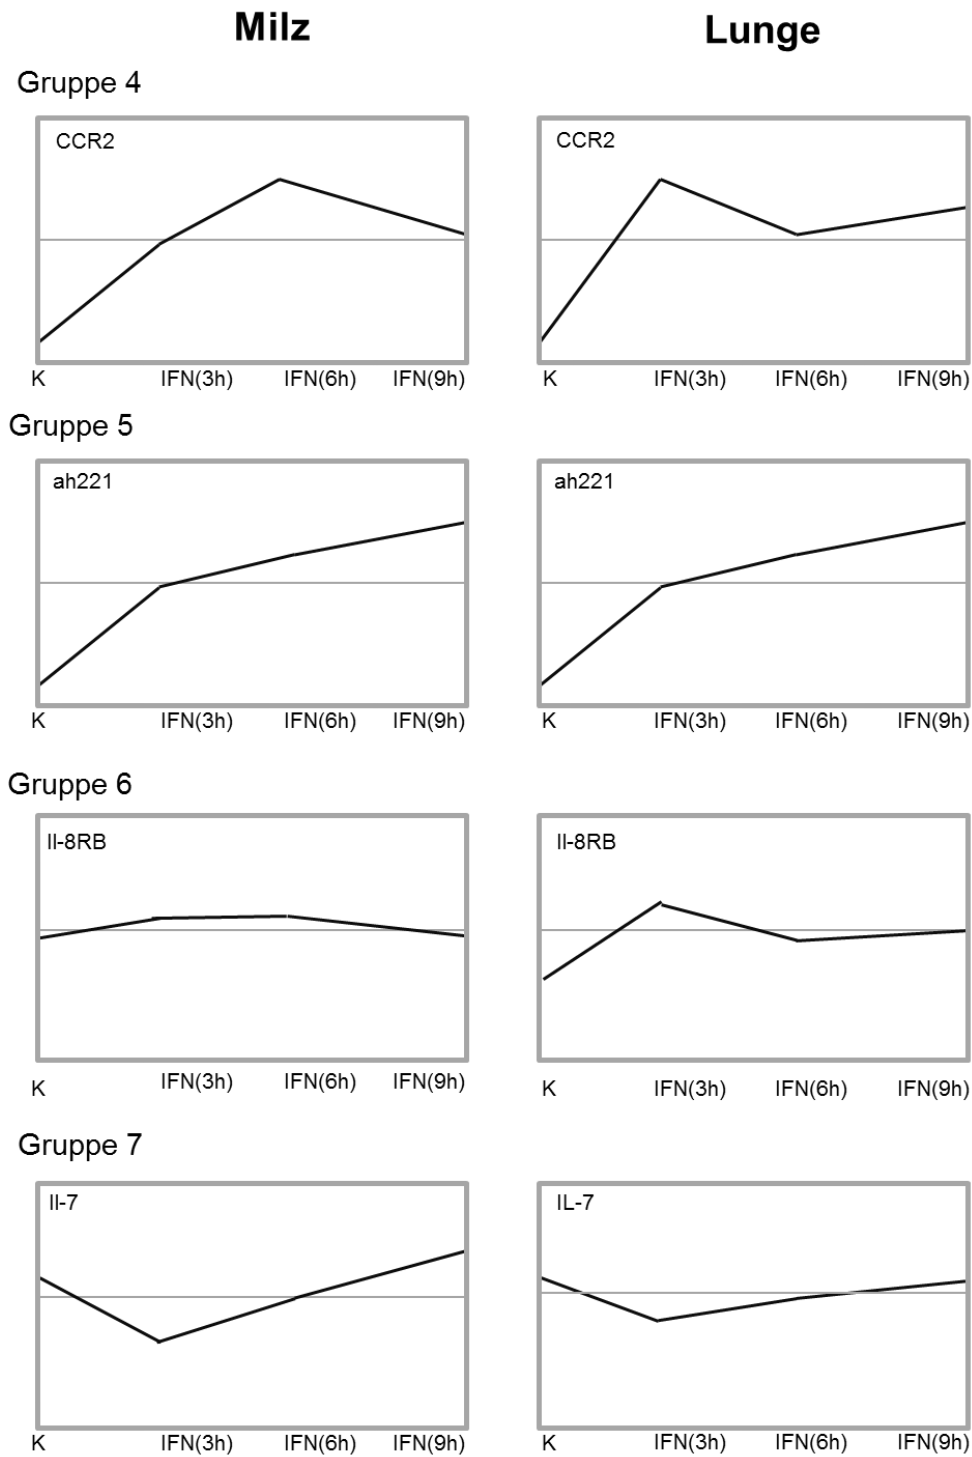 Milz Lunge
Gruppe 4
CCR2 CCR2
K IFN(3h) IFN(6h) IFN(9h) K IFN(3h) IFN(6h) IFN(9h)
Gruppe 5
ah221 ah221
K IFN(3h) IFN(6h) IFN(9h) K IFN(3h) IFN(6h) IFN(9h)
Gruppe 6
Il-8RB Il-8RB
K IFN(3h) IFN(6h) IFN(9h) K IFN(3h) IFN(6h) IFN(9h)
Gruppe 7
Il-7 IL-7
K IFN(3h) IFN(6h) IFN(9h) K IFN(3h) IFN(6h) IFN(9h)